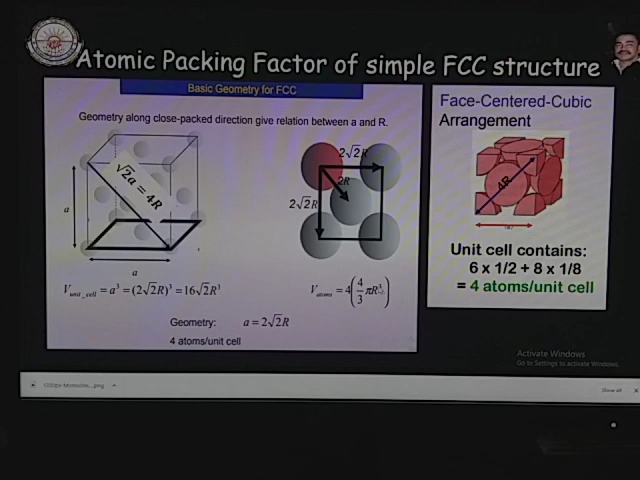 Atomic Packing Factor of simple FCC structure
Basic Geometry for FCC
Geometry along close-packed direction give relation between a and R.
√2a = 4R
a
a
2√2R
2R
2√2R
V_unit_cell = a³ = (2√2R)³ = 16√2R³
V_atoms = 4(4/3 πR³)
Geometry: a = 2√2R
4 atoms/unit cell
Face-Centered-Cubic
Arrangement
4R
Unit cell contains:
6 x 1/2 + 8 x 1/8
= 4 atoms/unit cell
Activate Windows
Go to Settings to activate Windows.
Show all